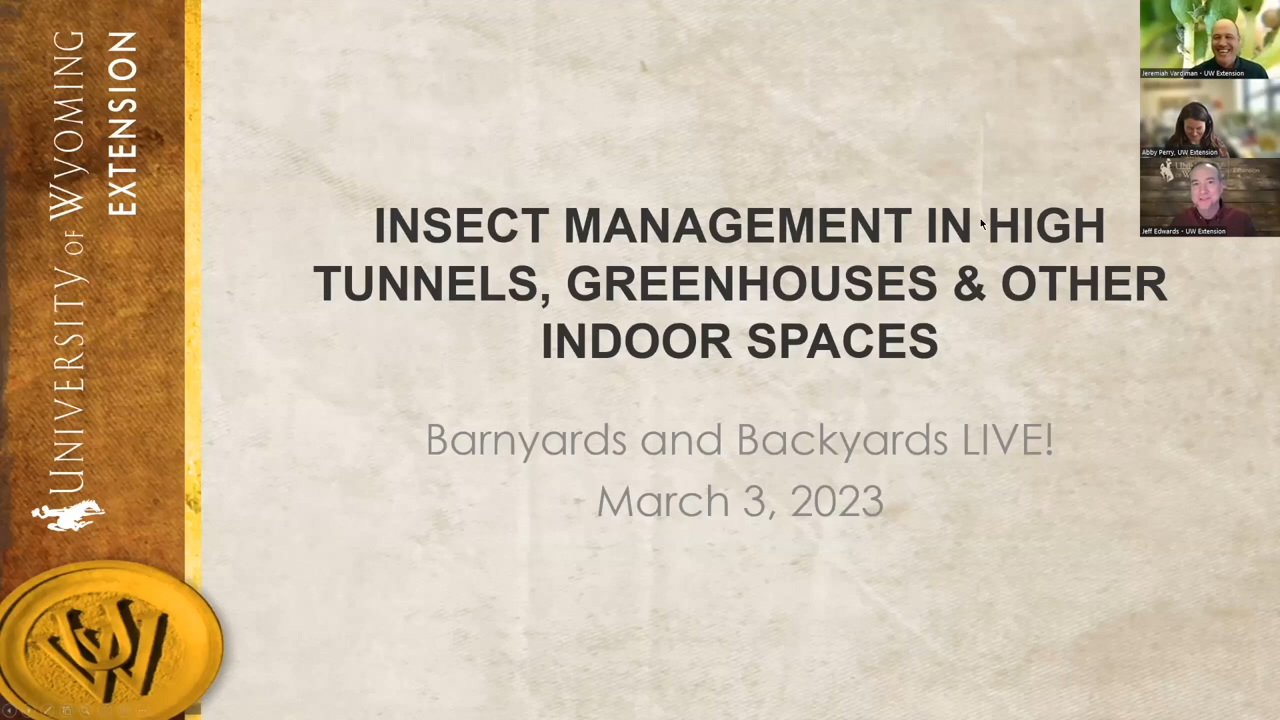 UNIVERSITY OF WYOMING
EXTENSION
INSECT MANAGEMENT IN HIGH
TUNNELS, GREENHOUSES & OTHER
INDOOR SPACES
Barnyards and Backyards LIVE!
March 3, 2023
UW
Jeremiah Vardiman - UW Extension
Abby Perry, UW Extension
Jeff Edwards - UW Extension